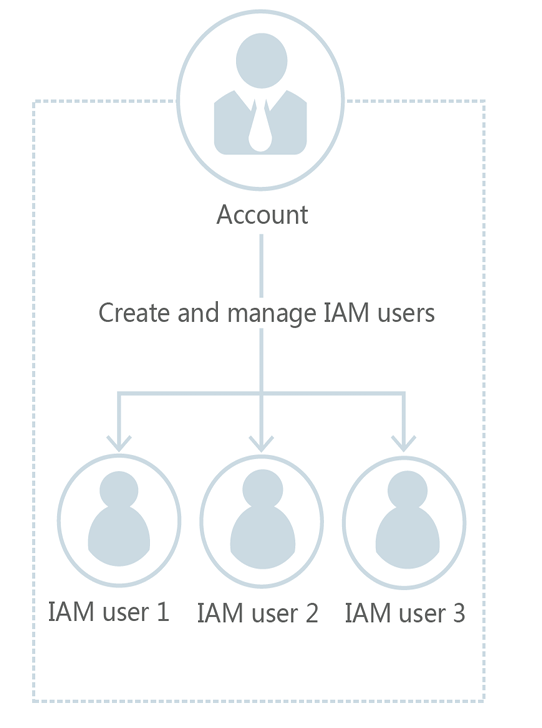 Account
Create and manage IAM users
IAM user 1
IAM user 2
IAM user 3